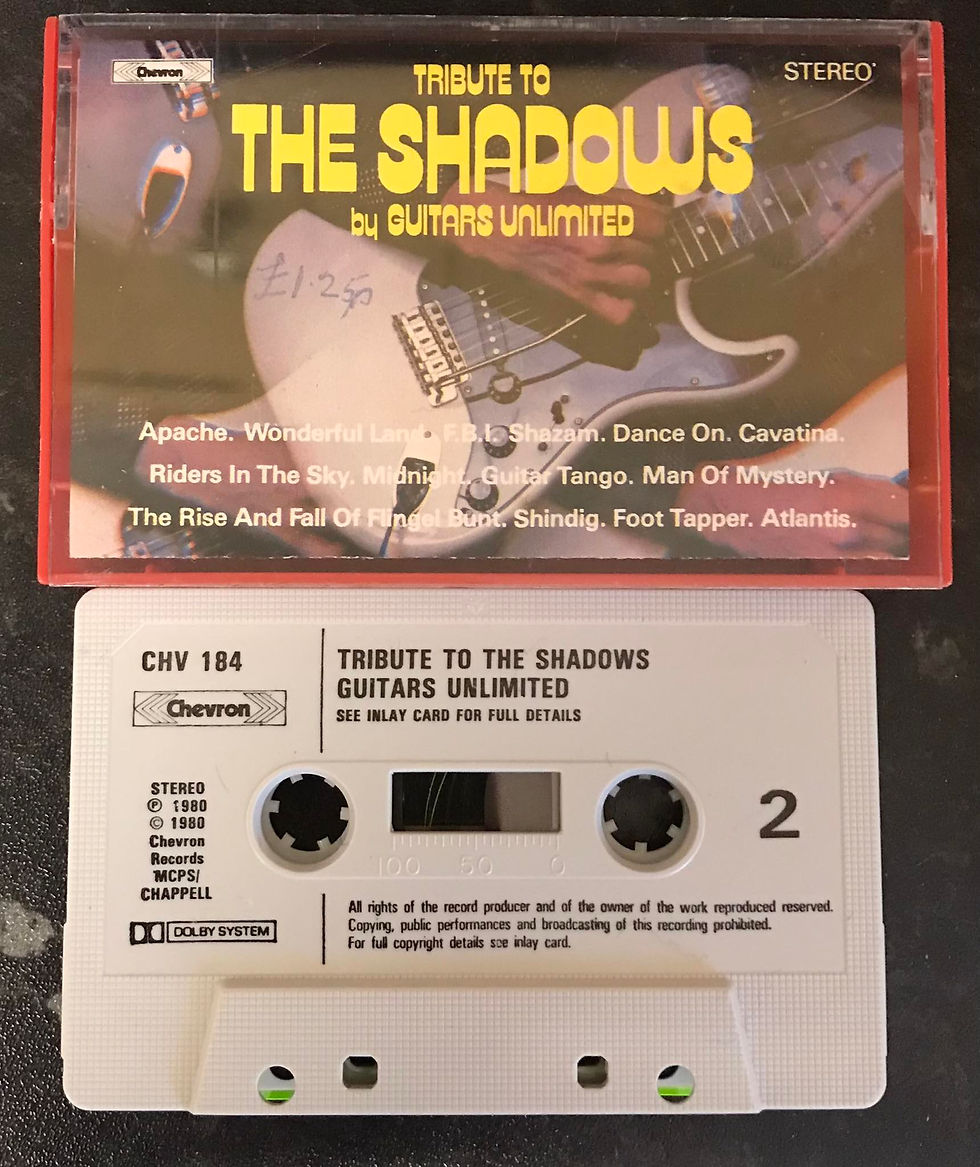 Chevron
STEREO
TRIBUTE TO
THE SHADOWS
by GUITARS UNLIMITED
£1.25p
Apache. Wonderful Land. F.B.I. Shazam. Dance On. Cavatina.
Riders In The Sky. Midnight. Guitar Tango. Man Of Mystery.
The Rise And Fall Of Flingel Bunt. Shindig. Foot Tapper. Atlantis.
CHV 184
Chevron
TRIBUTE TO THE SHADOWS
GUITARS UNLIMITED
SEE INLAY CARD FOR FULL DETAILS
STEREO
℗ 1980
© 1980
Chevron
Records
MCPS/
CHAPPELL
DOLBY SYSTEM
2
100 50 0
All rights of the record producer and of the owner of the work reproduced reserved.
Copying, public performances and broadcasting of this recording prohibited.
For full copyright details see inlay card.